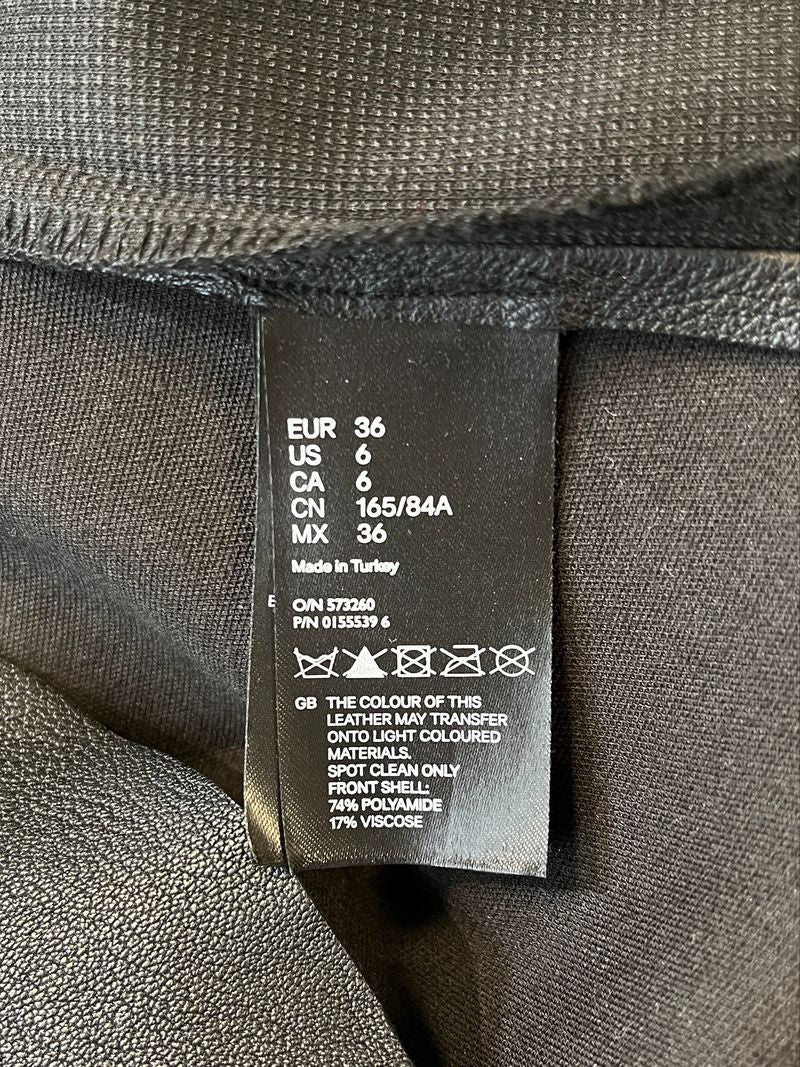 EUR 36
US 6
CA 6
CN 165/84A
MX 36
Made in Turkey
E
O/N 573260
P/N 0155539 6
GB THE COLOUR OF THIS
LEATHER MAY TRANSFER
ONTO LIGHT COLOURED
MATERIALS.
SPOT CLEAN ONLY
FRONT SHELL:
74% POLYAMIDE
17% VISCOSE